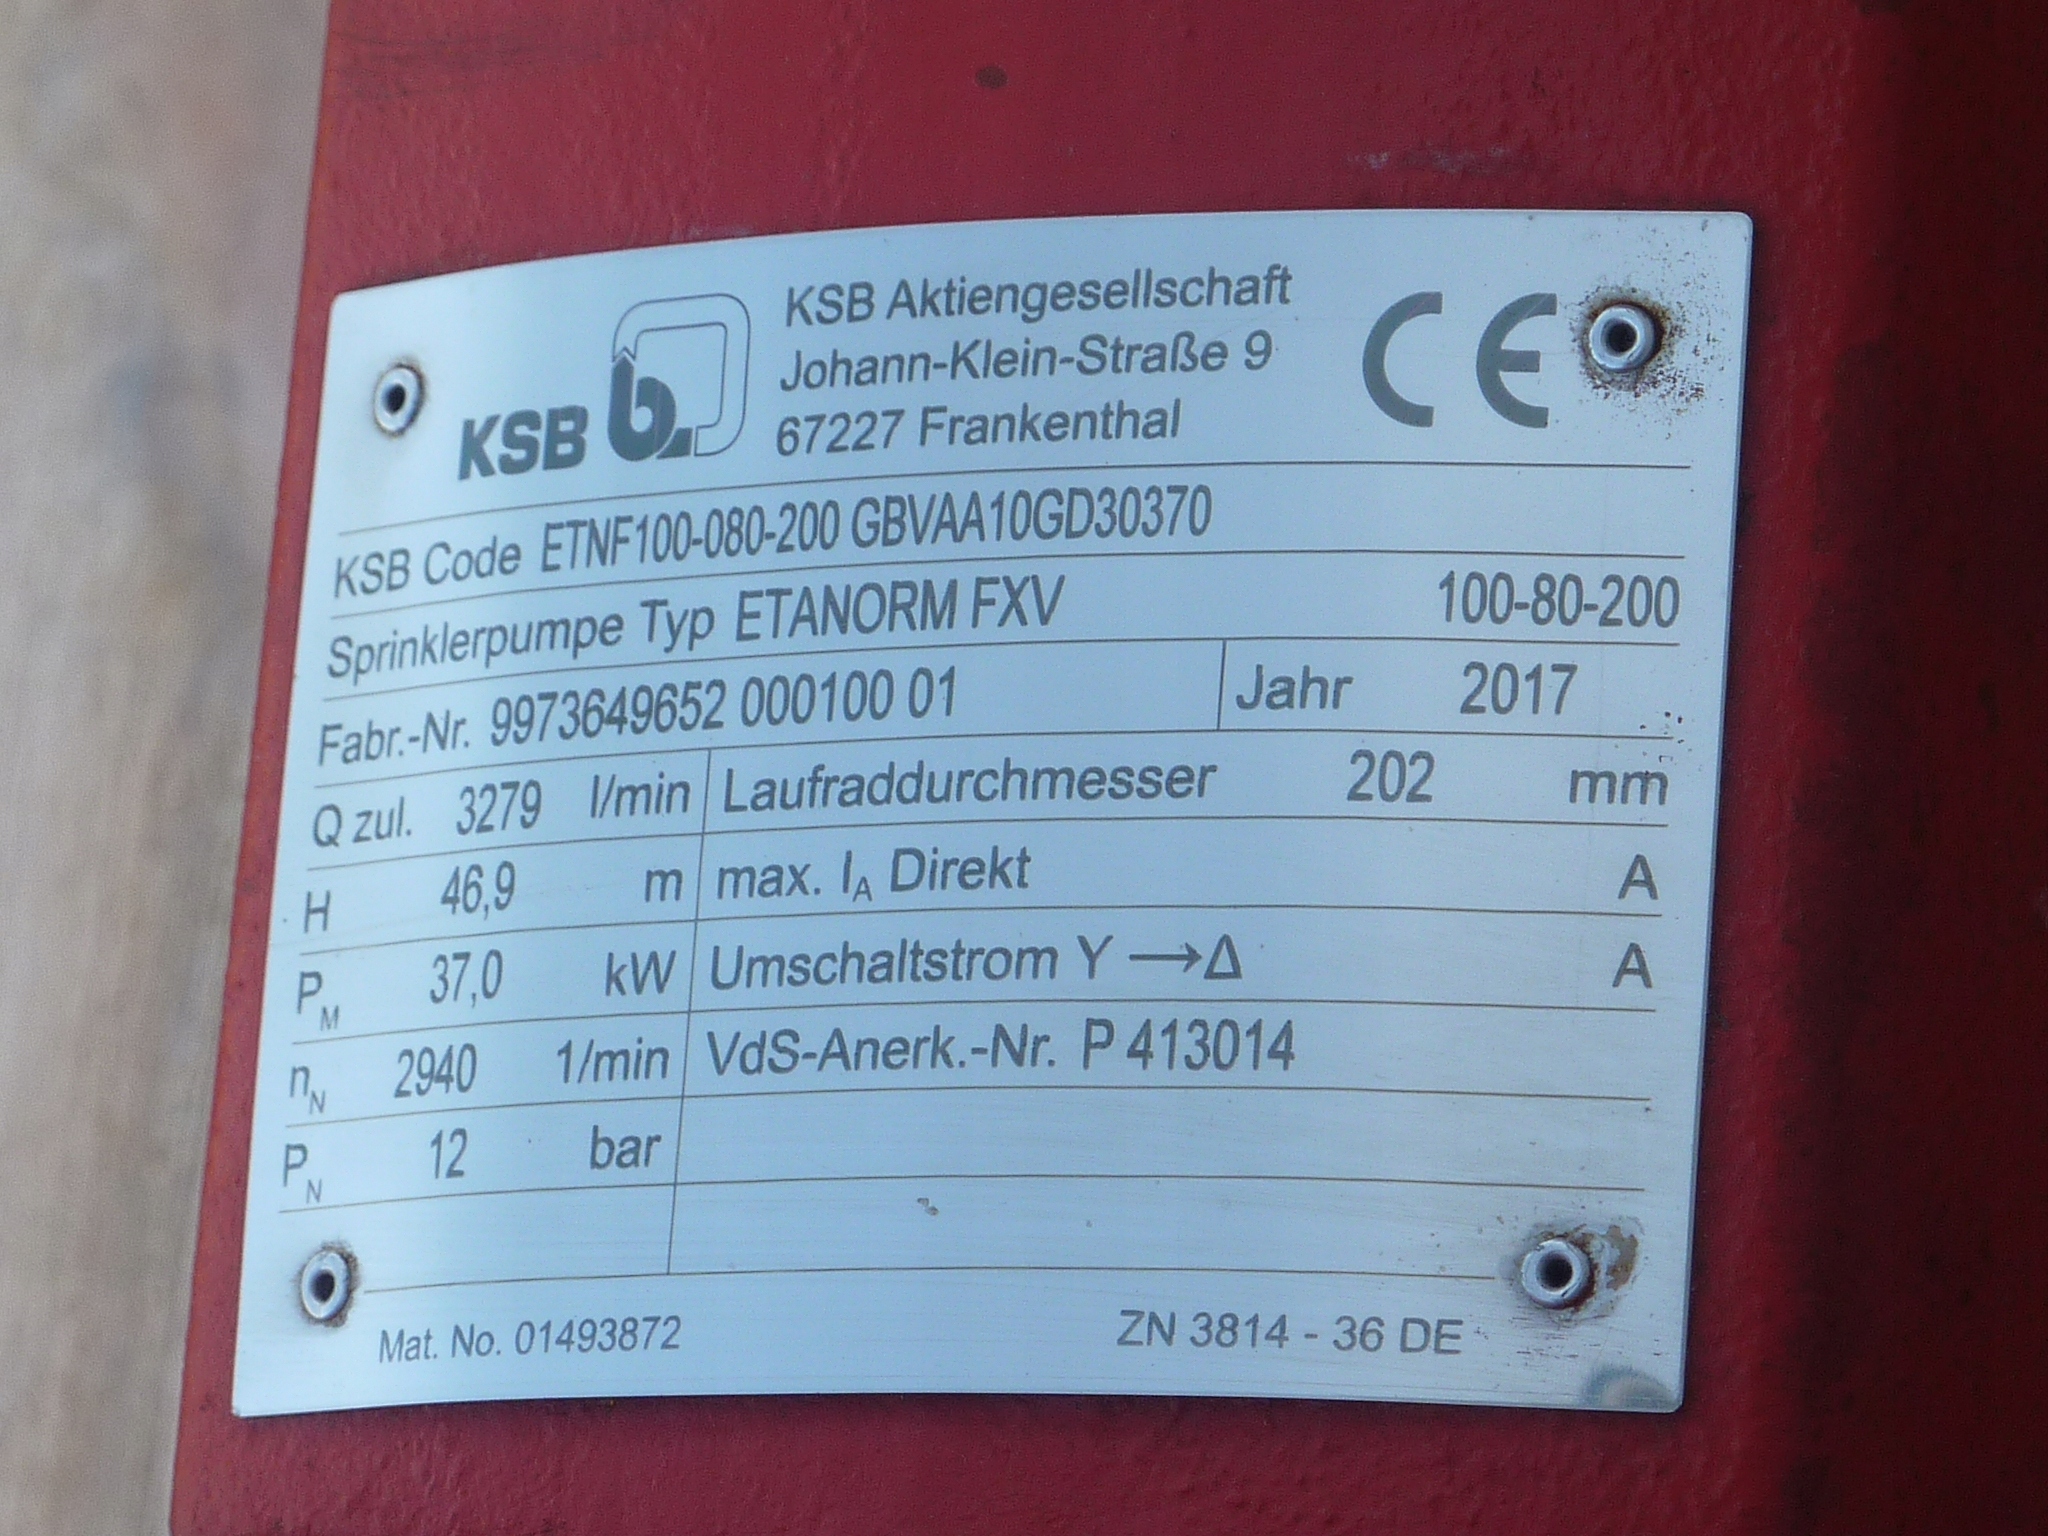 KSB
KSB Aktiengesellschaft
Johann-Klein-Straße 9
67227 Frankenthal
CE
KSB Code ETNF100-080-200 GBVAA10GD30370
Sprinklerpumpe Typ ETANORM FXV 100-80-200
Fabr.-Nr. 9973649652 000100 01 Jahr 2017
Q zul. 3279 l/min Laufraddurchmesser 202 mm
H 46,9 m max. IA Direkt A
PM 37,0 kW Umschaltstrom Y →Δ A
nN 2940 1/min VdS-Anerk.-Nr. P 413014
PN 12 bar
Mat. No. 01493872 ZN 3814 - 36 DE